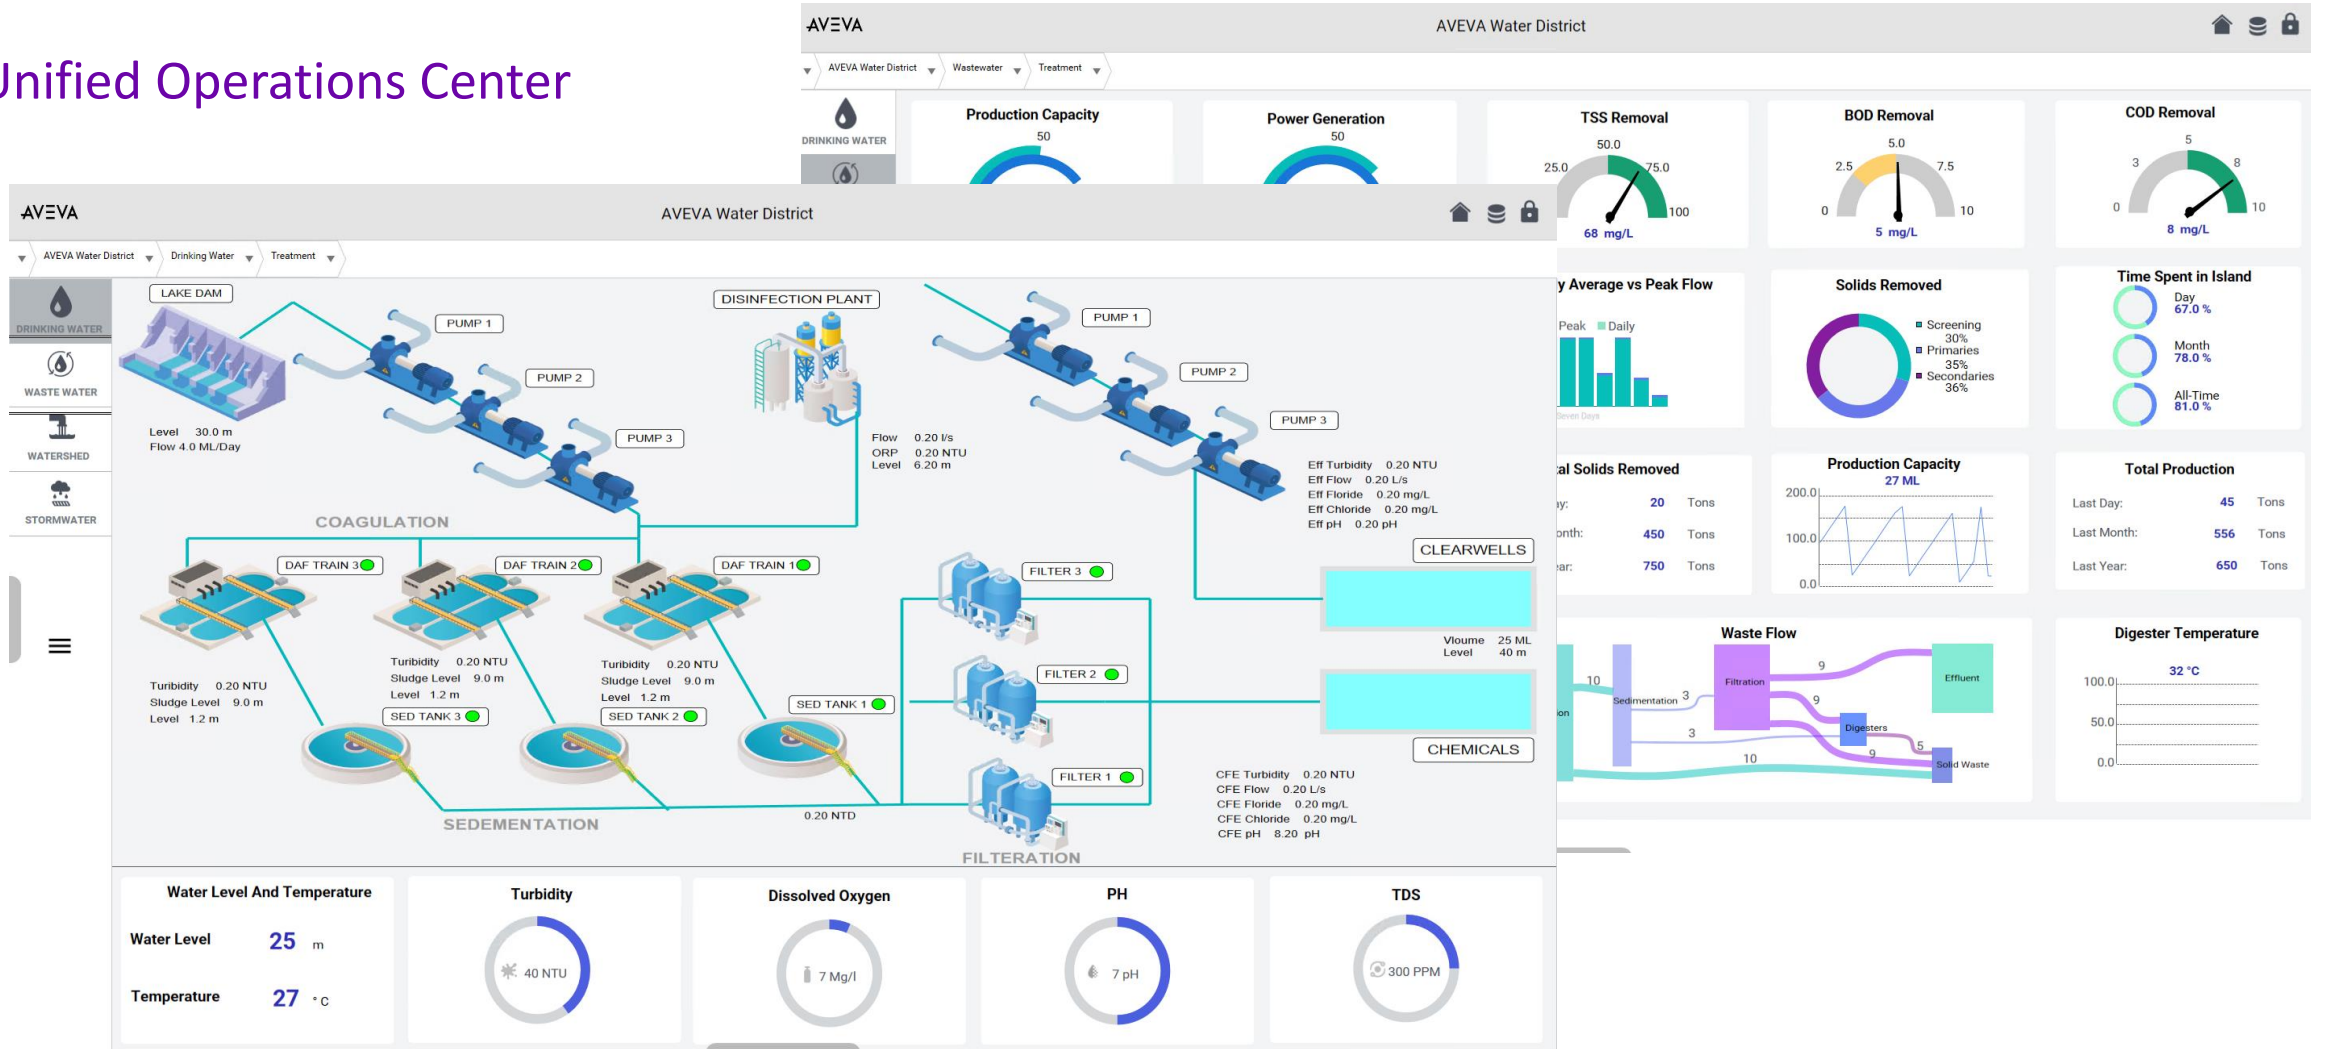 Unified Operations Center
AVEVA
AVEVA Water District
AVEVA Water District
Wastewater
Treatment
DRINKING WATER
Production Capacity
50
Power Generation
50
TSS Removal
50.0
25.0
75.0
100
68 mg/L
BOD Removal
5.0
2.5
7.5
0
10
5 mg/L
COD Removal
5
3
8
0
10
8 mg/L
y Average vs Peak Flow
Peak
Daily
Seven Days
Solids Removed
Screening
30%
Primaries
35%
Secondaries
36%
Time Spent in Island
Day
67.0 %
Month
78.0 %
All-Time
81.0 %
al Solids Removed
ay: 20 Tons
onth: 450 Tons
ear: 750 Tons
Production Capacity
27 ML
200.0
100.0
0.0
Total Production
Last Day: 45 Tons
Last Month: 556 Tons
Last Year: 650 Tons
Waste Flow
10
ion
Sedimentation
3
3
Filtration
9
9
9
10
Digesters
5
Effluent
Solid Waste
Digester Temperature
32 °C
100.0
50.0
0.0
AVEVA
AVEVA Water District
AVEVA Water District
Drinking Water
Treatment
DRINKING WATER
WASTE WATER
WATERSHED
STORMWATER
LAKE DAM
Level 30.0 m
Flow 4.0 ML/Day
PUMP 1
PUMP 2
PUMP 3
DISINFECTION PLANT
Flow 0.20 l/s
ORP 0.20 NTU
Level 6.20 m
PUMP 1
PUMP 2
PUMP 3
Eff Turbidity 0.20 NTU
Eff Flow 0.20 L/s
Eff Floride 0.20 mg/L
Eff Chloride 0.20 mg/L
Eff pH 0.20 pH
COAGULATION
DAF TRAIN 3
DAF TRAIN 2
DAF TRAIN 1
Turibidity 0.20 NTU
Sludge Level 9.0 m
Level 1.2 m
Turibidity 0.20 NTU
Sludge Level 9.0 m
Level 1.2 m
Turibidity 0.20 NTU
Sludge Level 9.0 m
Level 1.2 m
SED TANK 3
SED TANK 2
SED TANK 1
SEDEMENTATION
0.20 NTD
FILTER 3
FILTER 2
FILTER 1
FILTERATION
CLEARWELLS
Vloume 25 ML
Level 40 m
CHEMICALS
CFE Turbidity 0.20 NTU
CFE Flow 0.20 L/s
CFE Floride 0.20 mg/L
CFE Chloride 0.20 mg/L
CFE pH 8.20 pH
Water Level And Temperature
Water Level 25 m
Temperature 27 °C
Turbidity
40 NTU
Dissolved Oxygen
7 Mg/l
PH
7 pH
TDS
300 PPM